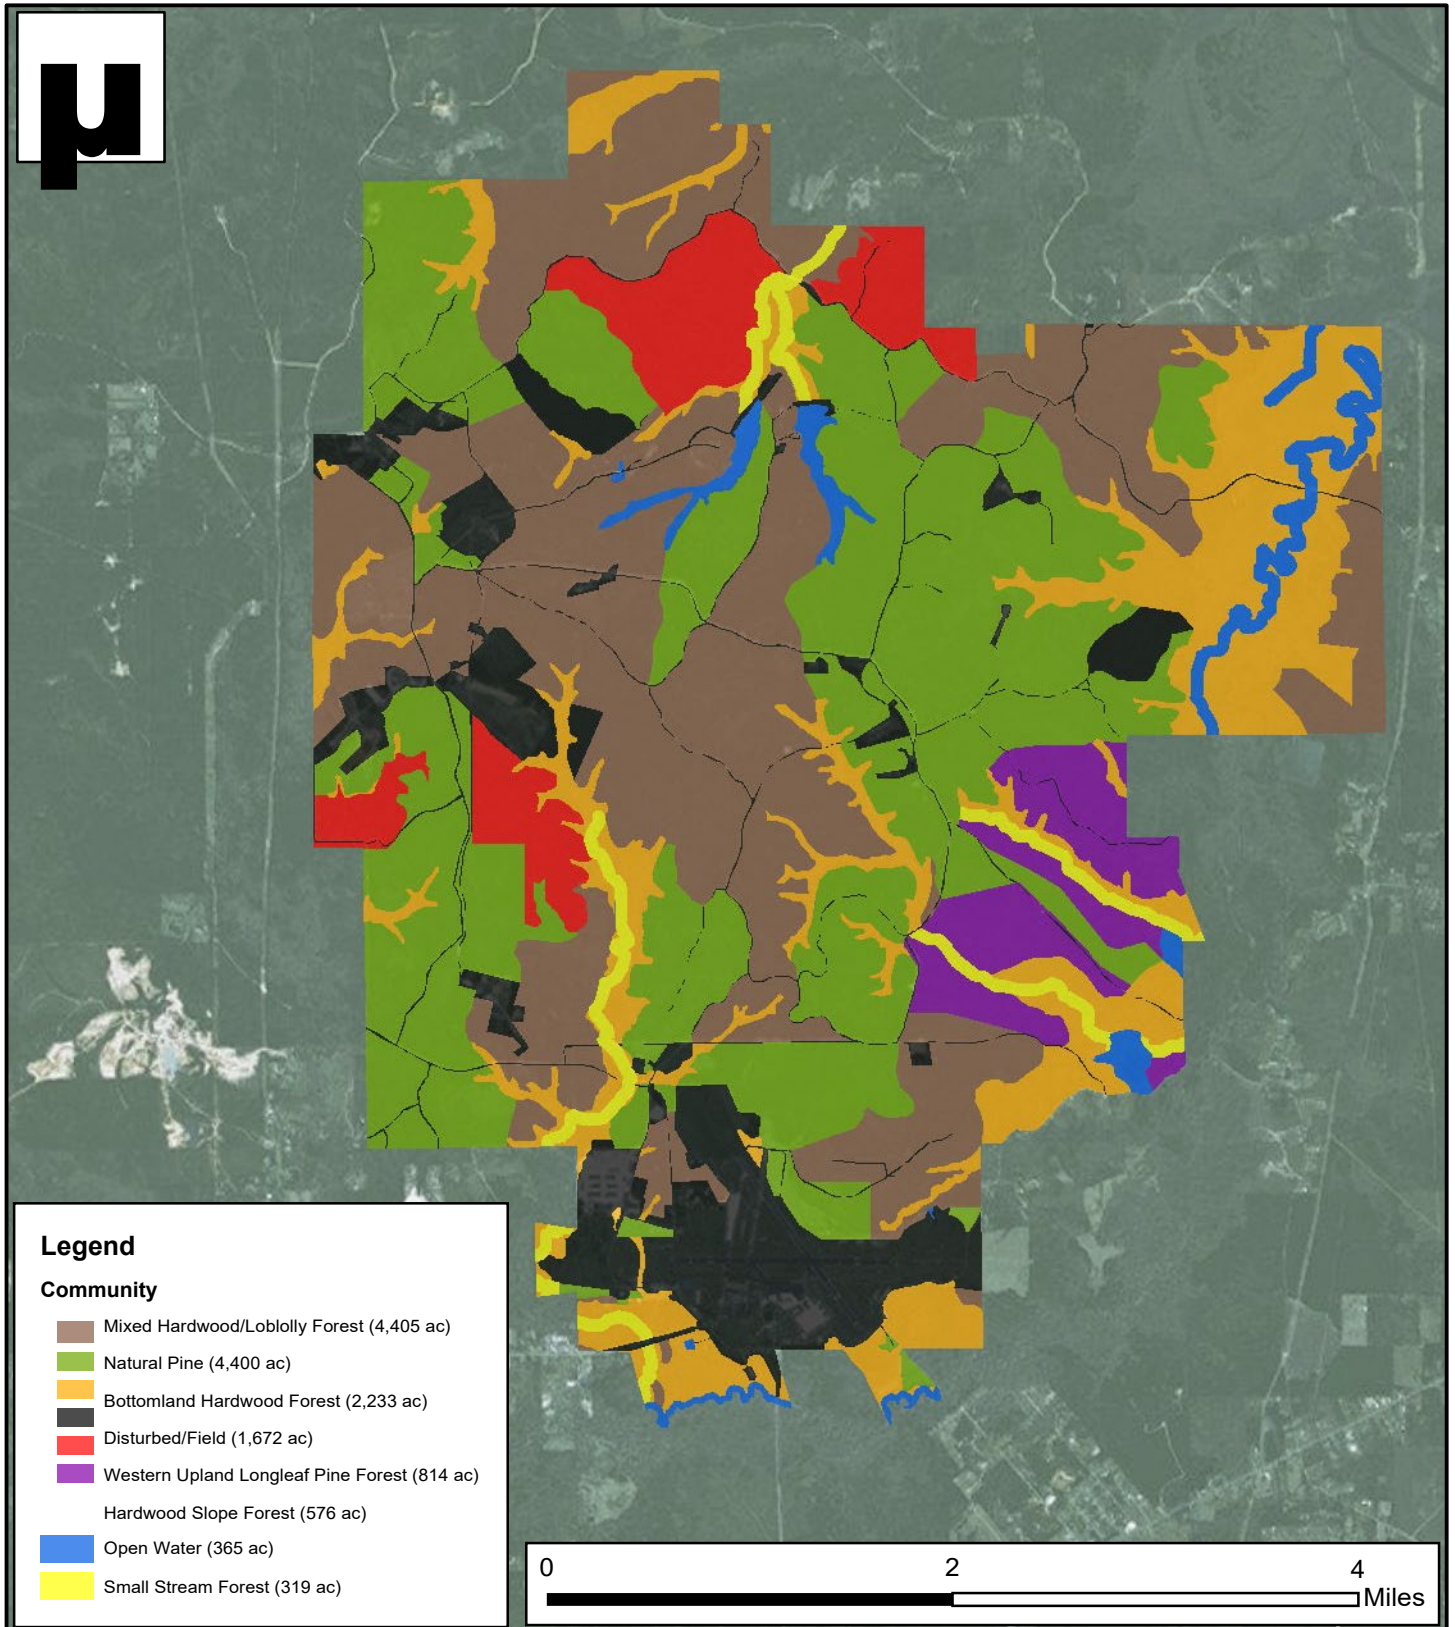 µ
Legend
Community
Mixed Hardwood/Loblolly Forest (4,405 ac)
Natural Pine (4,400 ac)
Bottomland Hardwood Forest (2,233 ac)
Disturbed/Field (1,672 ac)
Western Upland Longleaf Pine Forest (814 ac)
Hardwood Slope Forest (576 ac)
Open Water (365 ac)
Small Stream Forest (319 ac)
0 2 4
Miles